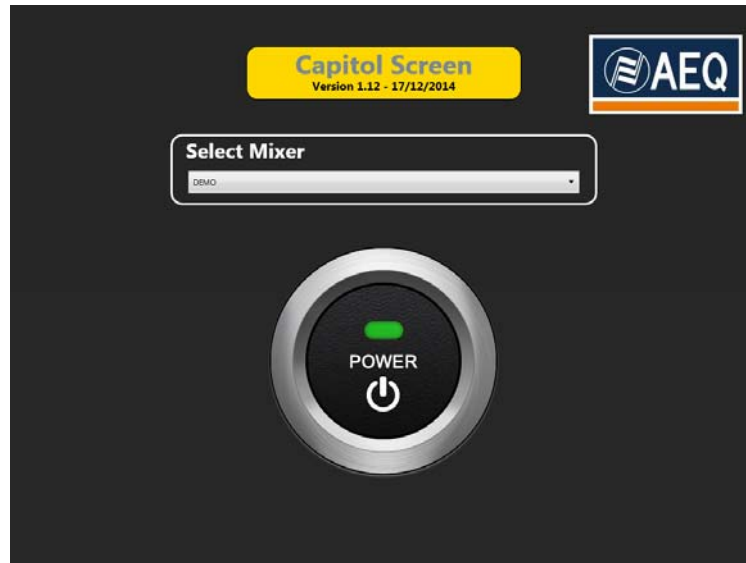 Capitol Screen
Version 1.12 - 17/12/2014
AEQ
Select Mixer
DEMO
POWER